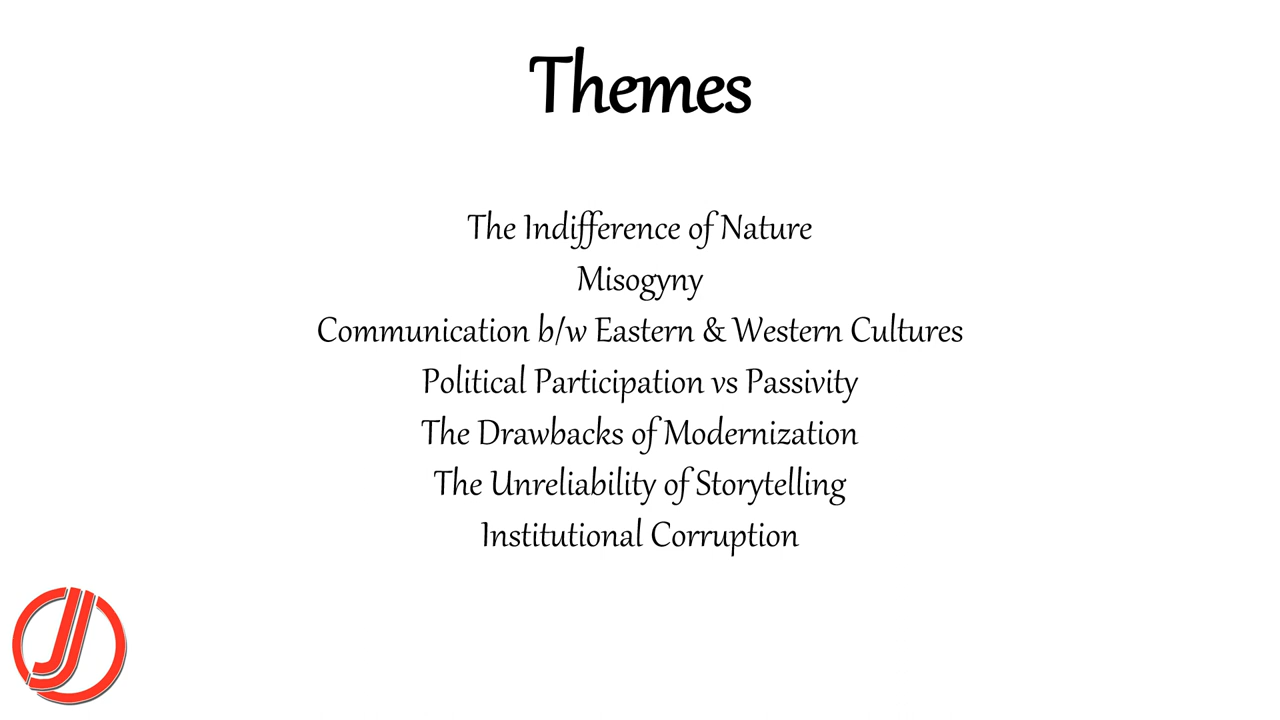 Themes
The Indifference of Nature
Misogyny
Communication b/w Eastern & Western Cultures
Political Participation vs Passivity
The Drawbacks of Modernization
The Unreliability of Storytelling
Institutional Corruption
JJ